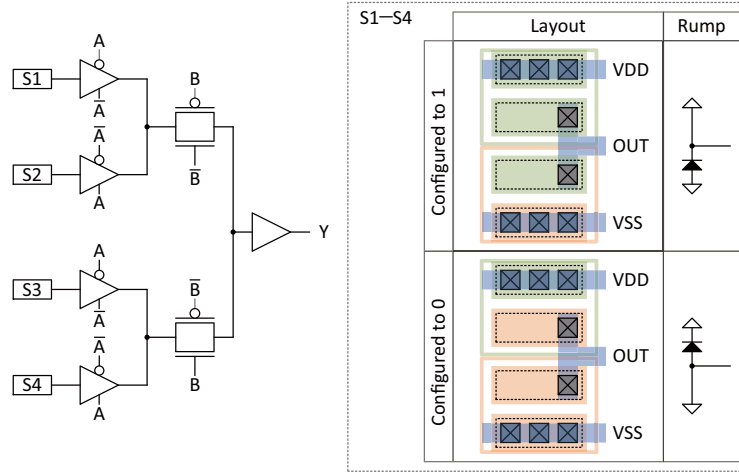 S1
A
A̅
S2
A̅
A
B
B̅
Y
S3
A
A̅
S4
A̅
A
B̅
B
S1—S4
Layout
Rump
Configured to 1
VDD
OUT
VSS
Configured to 0
VDD
OUT
VSS